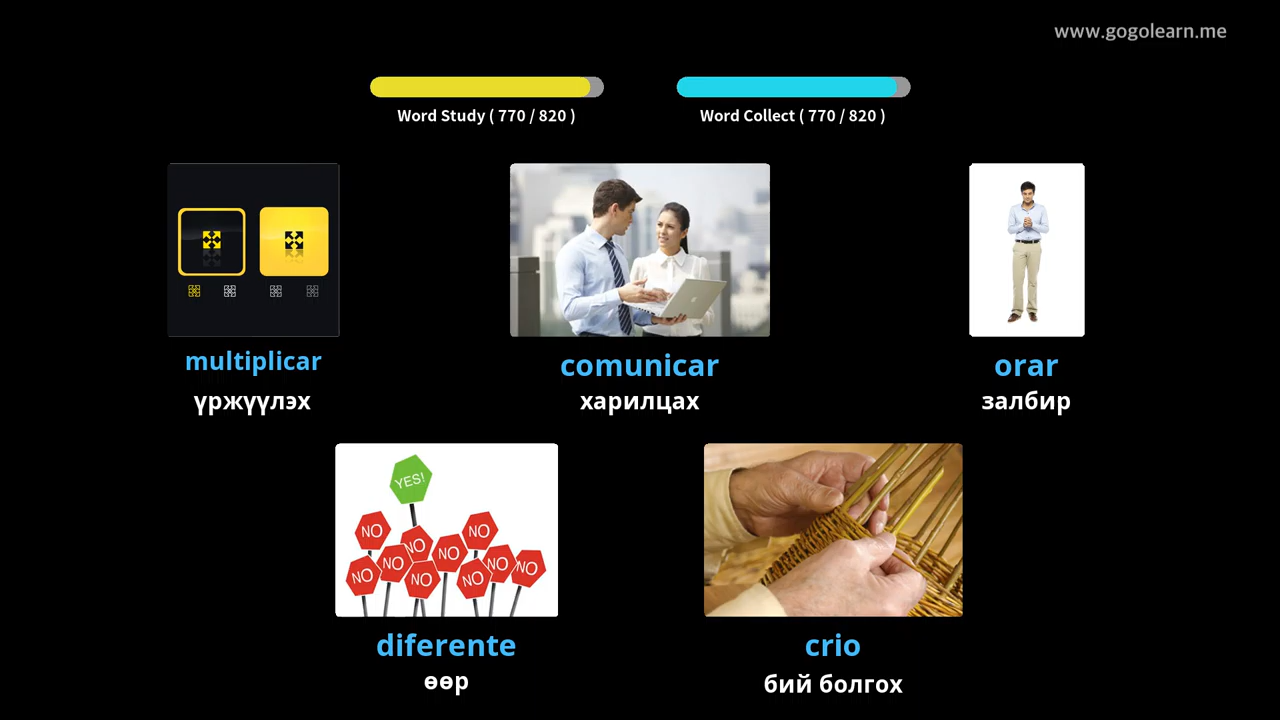 www.gogolearn.me
Word Study ( 770 / 820 )
Word Collect ( 770 / 820 )
multiplicar
үржүүлэх
comunicar
харилцах
orar
залбир
YES!
NO
NO
NO
NO
NO
NO
NO
NO
NO
NO
diferente
өөр
crio
бий болгох